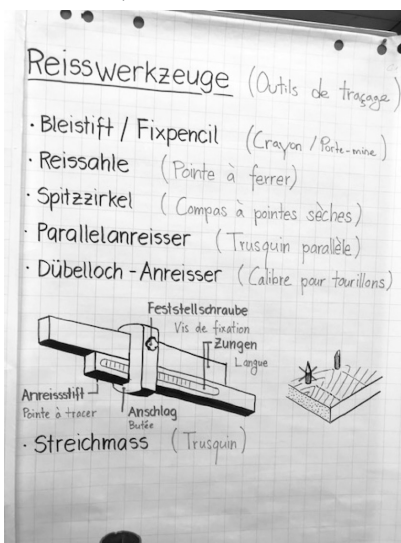 Reisswerkzeuge (Outils de traçage)
· Bleistift / Fixpencil (Crayon / Porte-mine)
· Reissahle (Pointe à ferrer)
· Spitzzirkel (Compas à pointes sèches)
· Parallelanreisser (Trusquin parallèle)
· Dübelloch-Anreisser (Calibre pour tourillons)
Feststellschraube
Vis de fixation
Zungen
Langue
Anreissstift
Pointe à tracer
Anschlag
Butée
· Streichmass (Trusquin)